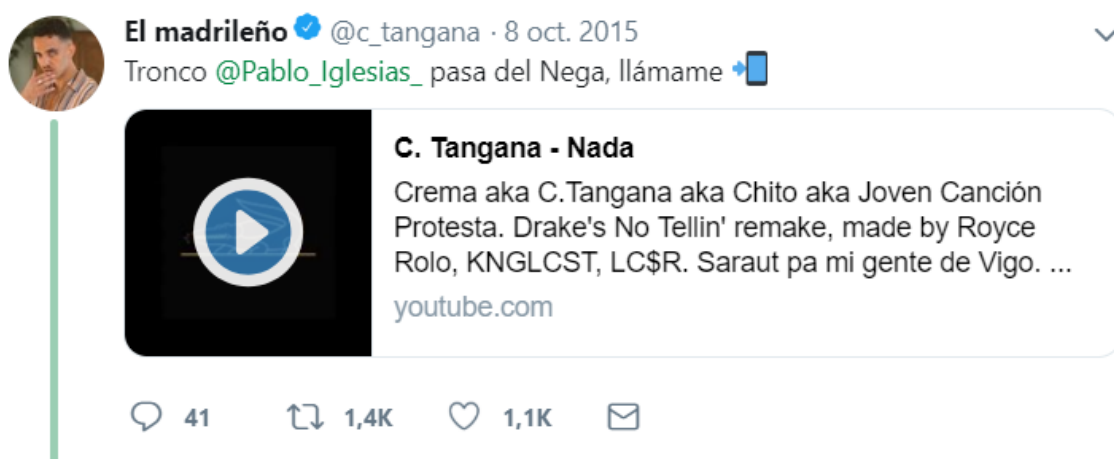 El madrileño @c_tangana · 8 oct. 2015
Tronco @Pablo_Iglesias_ pasa del Nega, llámame 📲
C. Tangana - Nada
Crema aka C.Tangana aka Chito aka Joven Canción
Protesta. Drake's No Tellin' remake, made by Royce
Rolo, KNGLCST, LC$R. Saraut pa mi gente de Vigo. ...
youtube.com
41 1,4K 1,1K